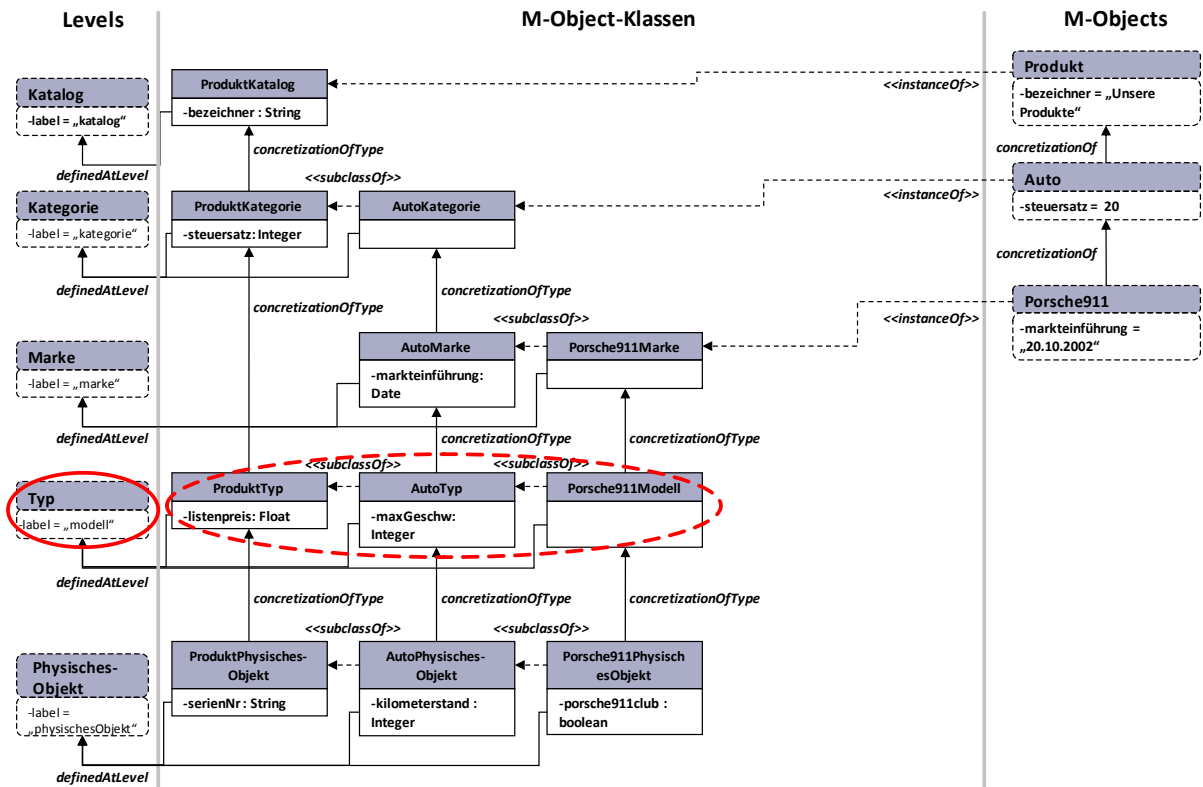 Levels
M-Object-Klassen
M-Objects
Katalog
-label = „katalog“
definedAtLevel
ProduktKatalog
-bezeichner : String
<<instanceOf>>
Produkt
-bezeichner = „Unsere
Produkte“
concretizationOfType
concretizationOf
<<subclassOf>>
Kategorie
-label = „kategorie“
definedAtLevel
ProduktKategorie
-steuersatz: Integer
AutoKategorie
<<instanceOf>>
Auto
-steuersatz = 20
concretizationOfType
concretizationOfType
concretizationOf
<<subclassOf>>
<<instanceOf>>
Porsche911
-markteinführung =
„20.10.2002“
Marke
-label = „marke“
definedAtLevel
AutoMarke
-markteinführung:
Date
Porsche911Marke
concretizationOfType
concretizationOfType
<<subclassOf>>
<<subclassOf>>
Typ
-label = „modell“
definedAtLevel
ProduktTyp
-listenpreis: Float
AutoTyp
-maxGeschw:
Integer
Porsche911Modell
concretizationOfType
concretizationOfType
concretizationOfType
<<subclassOf>>
<<subclassOf>>
Physisches-
Objekt
-label =
„physischesObjekt“
definedAtLevel
ProduktPhysisches-
Objekt
-serienNr : String
AutoPhysisches-
Objekt
-kilometerstand :
Integer
Porsche911Physisch
esObjekt
-porsche911club :
boolean